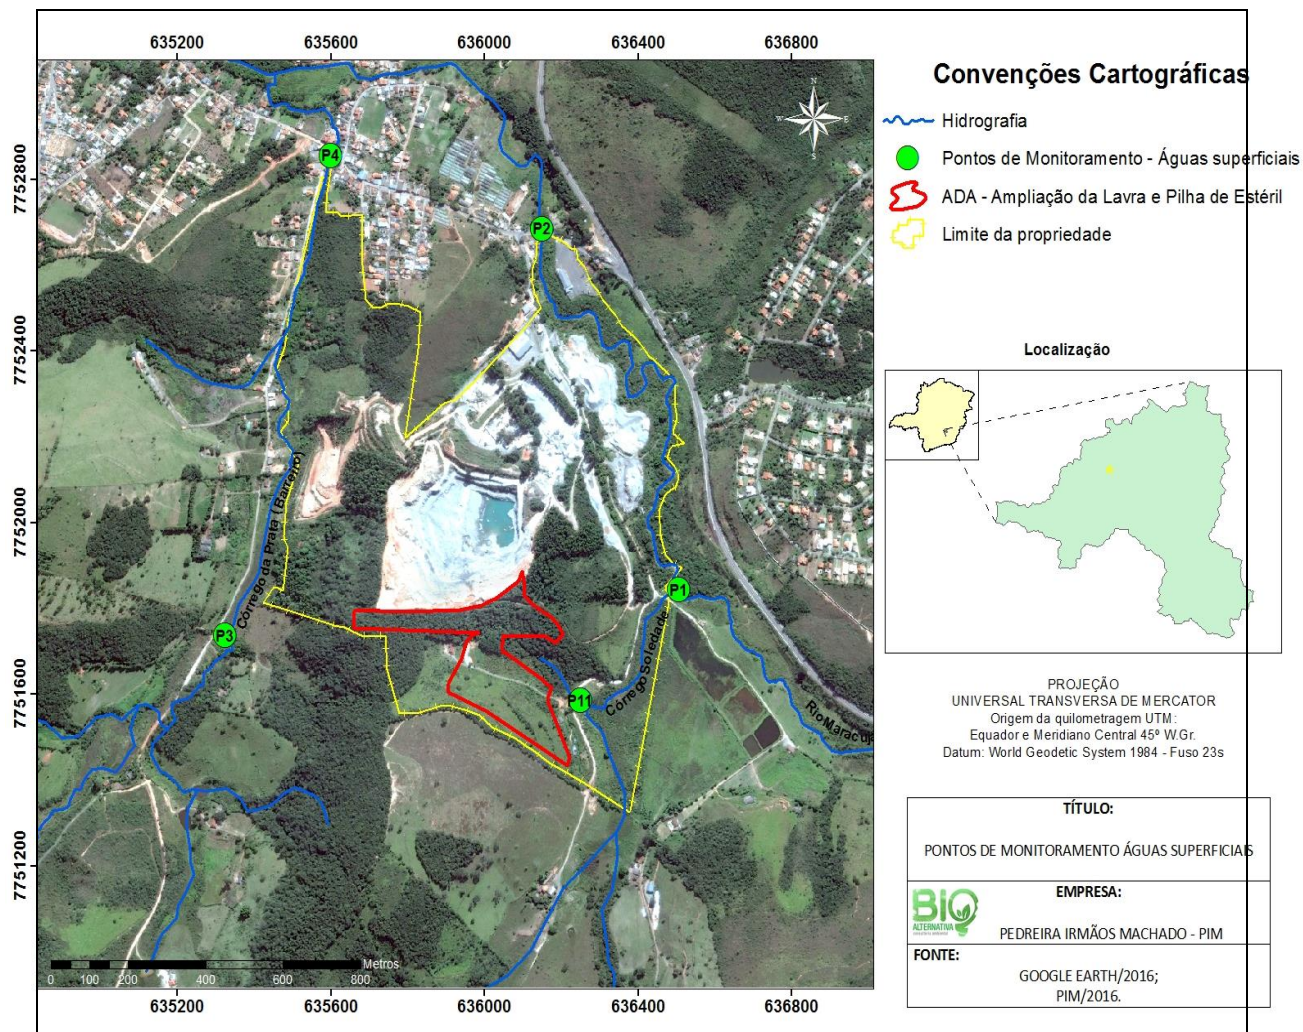 635200 635600 636000 636400 636800
Convenções Cartográficas
N
W E
S
Hidrografia
Pontos de Monitoramento - Águas superficiais
ADA - Ampliação da Lavra e Pilha de Estéril
Limite da propriedade
7752800
7752400
7752000
7751600
7751200
P4
P2
P1
P3
P11
Córrego da Prata (Barreiro)
Córrego Soledade
Rio Maracujá
Localização
PROJEÇÃO
UNIVERSAL TRANSVERSA DE MERCATOR
Origem da quilometragem UTM:
Equador e Meridiano Central 45º W.Gr.
Datum: World Geodetic System 1984 - Fuso 23s
TÍTULO:
PONTOS DE MONITORAMENTO ÁGUAS SUPERFICIAIS
EMPRESA:
BIO
ALTERNATIVA
PEDREIRA IRMÃOS MACHADO - PIM
FONTE:
GOOGLE EARTH/2016;
PIM/2016.
Metros
0 100 200 400 600 800
635200 635600 636000 636400 636800